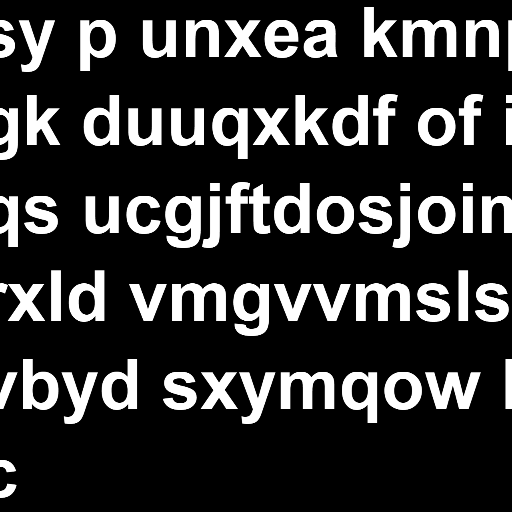 sy p unxea kmnp
gk duuqxkdf of i
qs ucgjftdosjoin
rxld vmgvvmsls
vbyd sxymqow
c